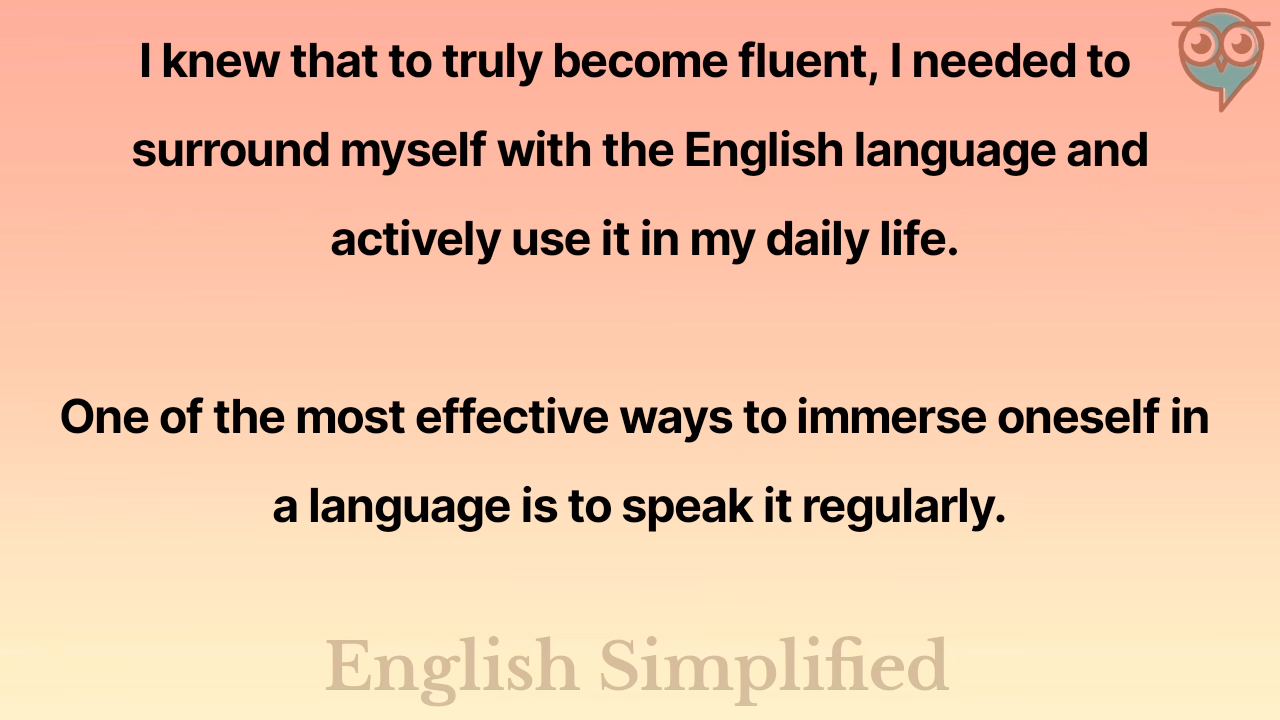 I knew that to truly become fluent, I needed to
surround myself with the English language and
actively use it in my daily life.
One of the most effective ways to immerse oneself in
a language is to speak it regularly.
English Simplified